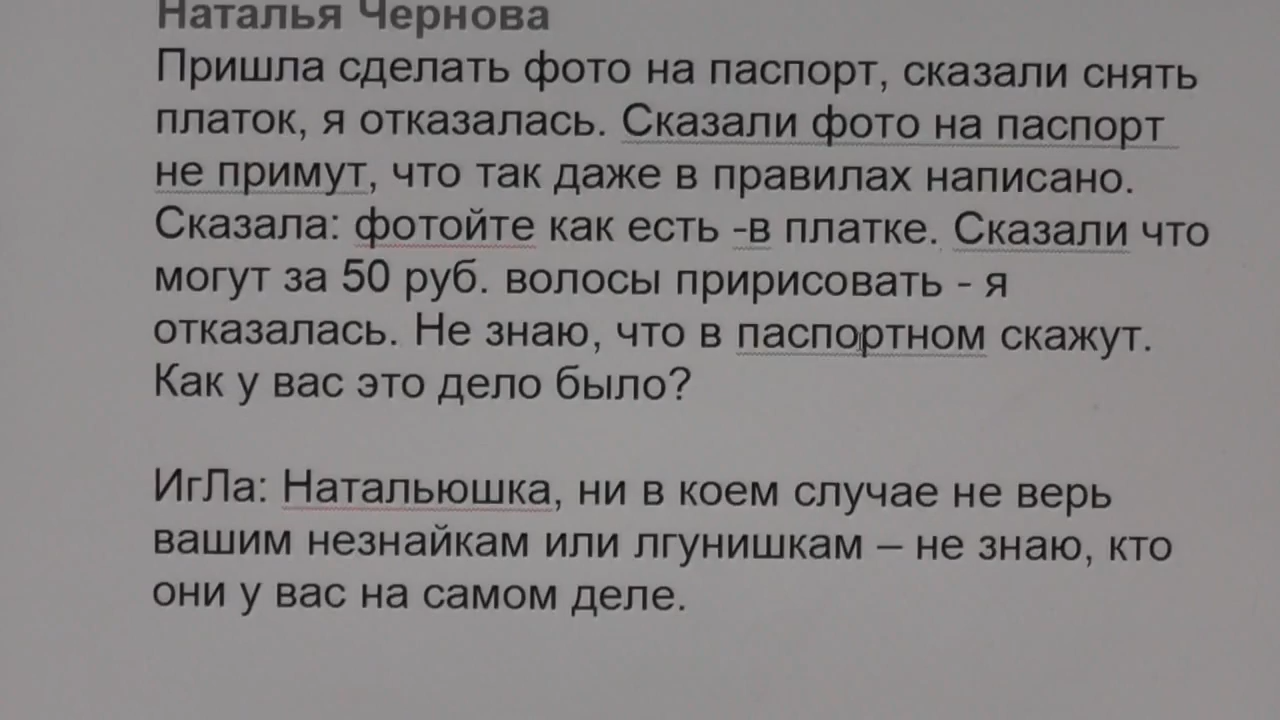 Наталья Чернова
Пришла сделать фото на паспорт, сказали снять
платок, я отказалась. Сказали фото на паспорт
не примут, что так даже в правилах написано.
Сказала: фотойте как есть -в платке. Сказали что
могут за 50 руб. волосы пририсовать - я
отказалась. Не знаю, что в паспортном скажут.
Как у вас это дело было?
ИгЛа: Натальюшка, ни в коем случае не верь
вашим незнайкам или лгунишкам – не знаю, кто
они у вас на самом деле.